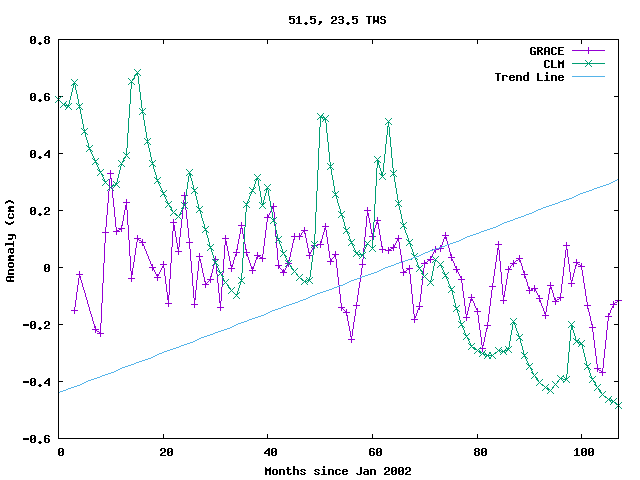 51.5, 23.5 TWS
GRACE
CLM
Trend Line
Anomaly (cm)
0.8
0.6
0.4
0.2
0
-0.2
-0.4
-0.6
0 20 40 60 80 100
Months since Jan 2002